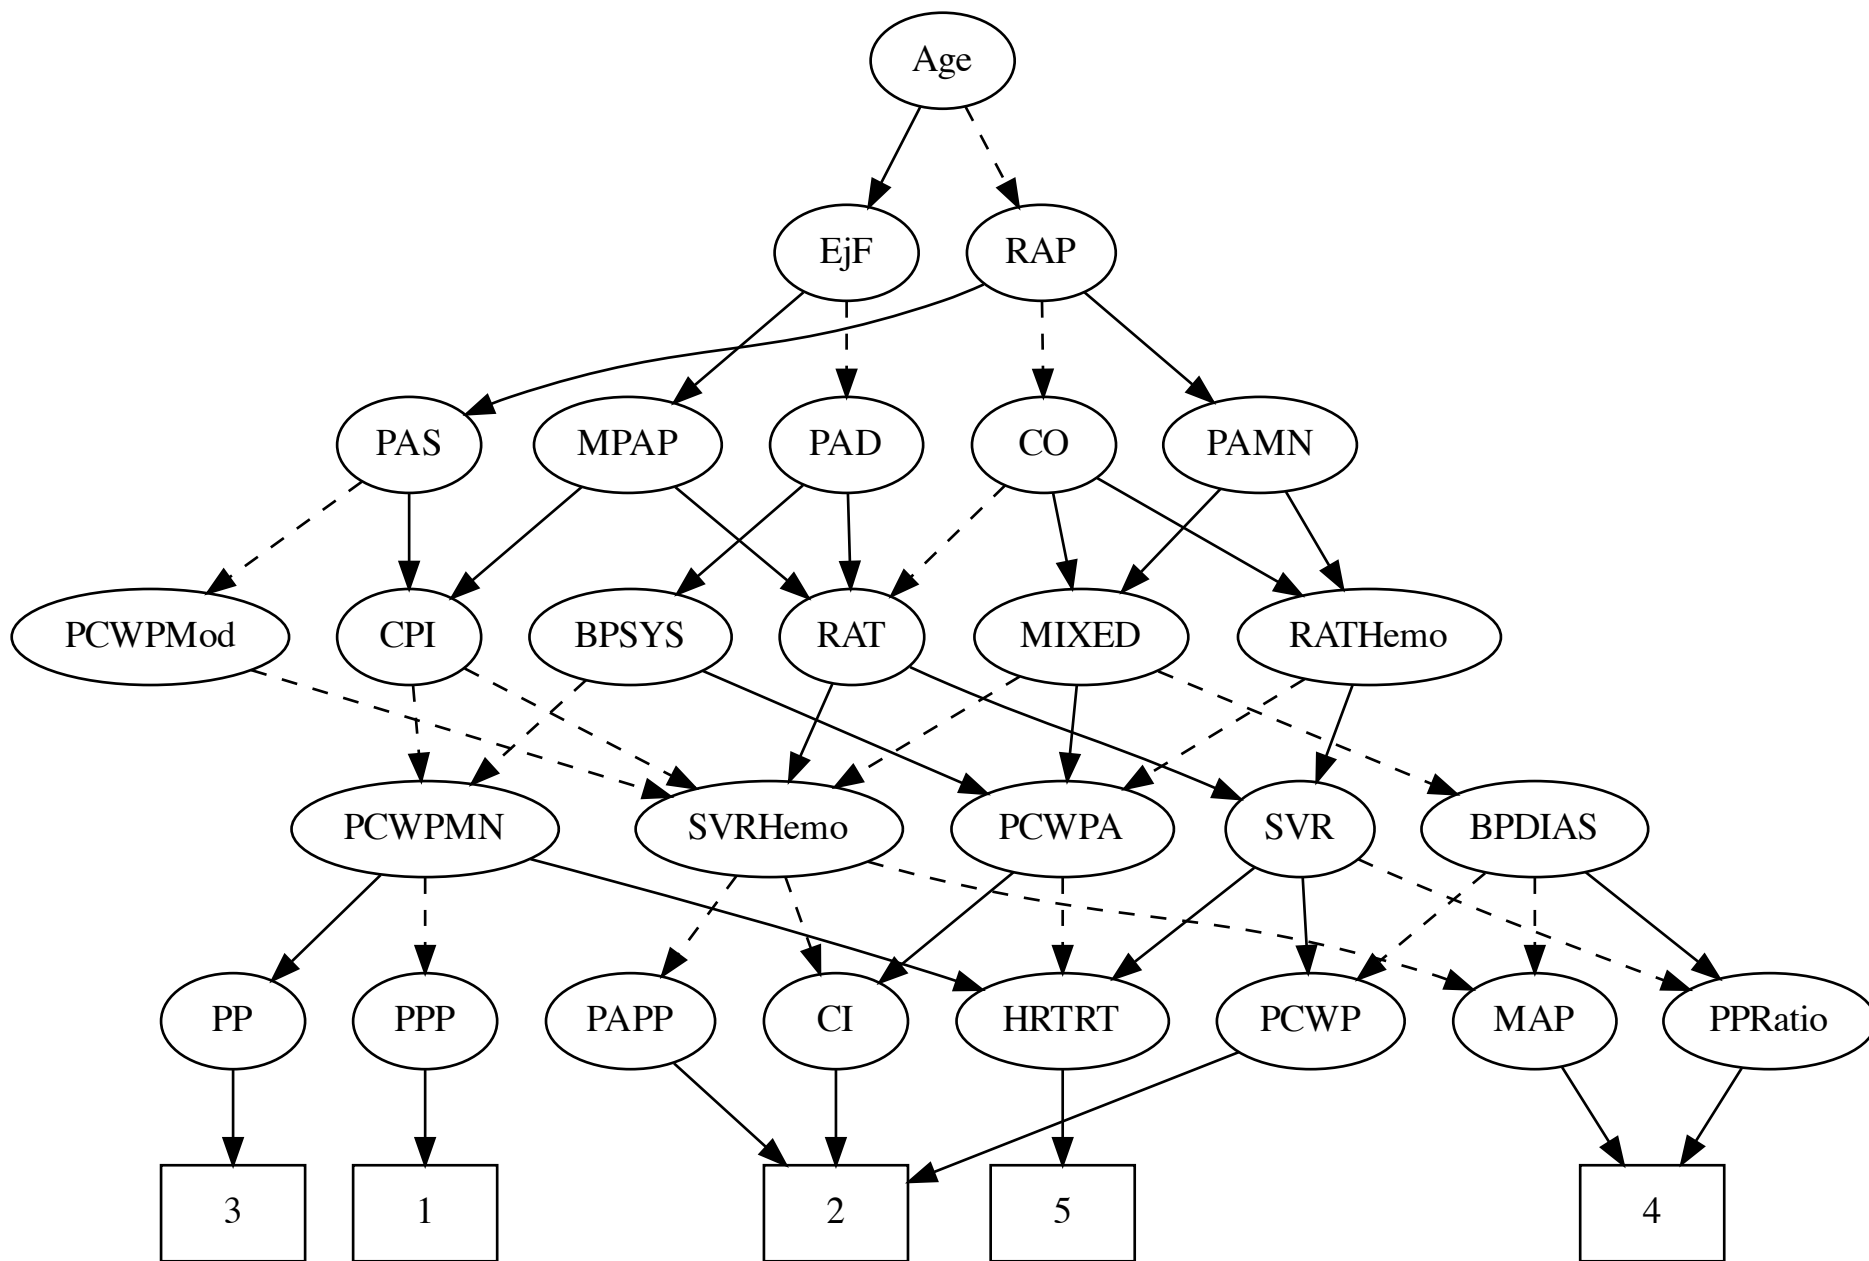 Age
EjF
RAP
PAS
MPAP
PAD
CO
PAMN
PCWPMod
CPI
BPSYS
RAT
MIXED
RATHemo
PCWPMN
SVRHemo
PCWPA
SVR
BPDIAS
PP
PPP
PAPP
CI
HRTRT
PCWP
MAP
PPRatio
3
1
2
5
4